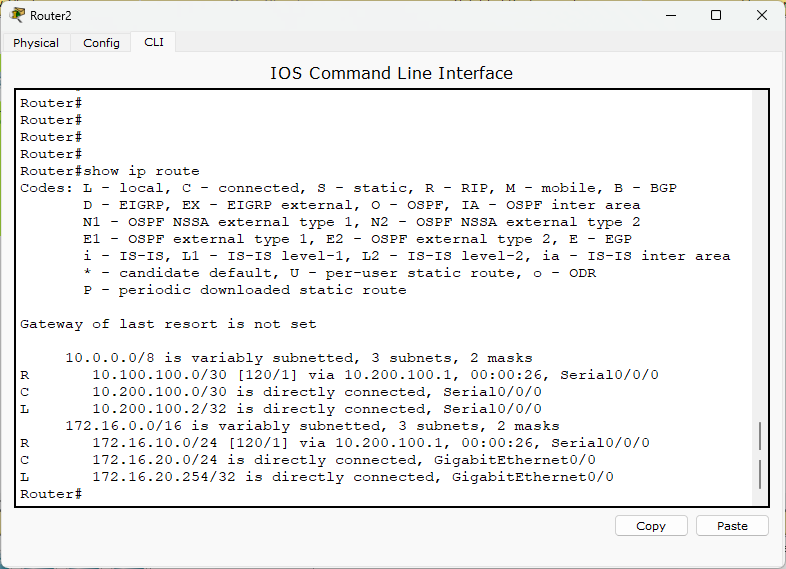 Router2
Physical Config CLI
IOS Command Line Interface
Router#
Router#
Router#
Router#
Router#show ip route
Codes: L - local, C - connected, S - static, R - RIP, M - mobile, B - BGP
D - EIGRP, EX - EIGRP external, O - OSPF, IA - OSPF inter area
N1 - OSPF NSSA external type 1, N2 - OSPF NSSA external type 2
E1 - OSPF external type 1, E2 - OSPF external type 2, E - EGP
i - IS-IS, L1 - IS-IS level-1, L2 - IS-IS level-2, ia - IS-IS inter area
* - candidate default, U - per-user static route, o - ODR
P - periodic downloaded static route
Gateway of last resort is not set
10.0.0.0/8 is variably subnetted, 3 subnets, 2 masks
R 10.100.100.0/30 [120/1] via 10.200.100.1, 00:00:26, Serial0/0/0
C 10.200.100.0/30 is directly connected, Serial0/0/0
L 10.200.100.2/32 is directly connected, Serial0/0/0
172.16.0.0/16 is variably subnetted, 3 subnets, 2 masks
R 172.16.10.0/24 [120/1] via 10.200.100.1, 00:00:26, Serial0/0/0
C 172.16.20.0/24 is directly connected, GigabitEthernet0/0
L 172.16.20.254/32 is directly connected, GigabitEthernet0/0
Router#
Copy Paste